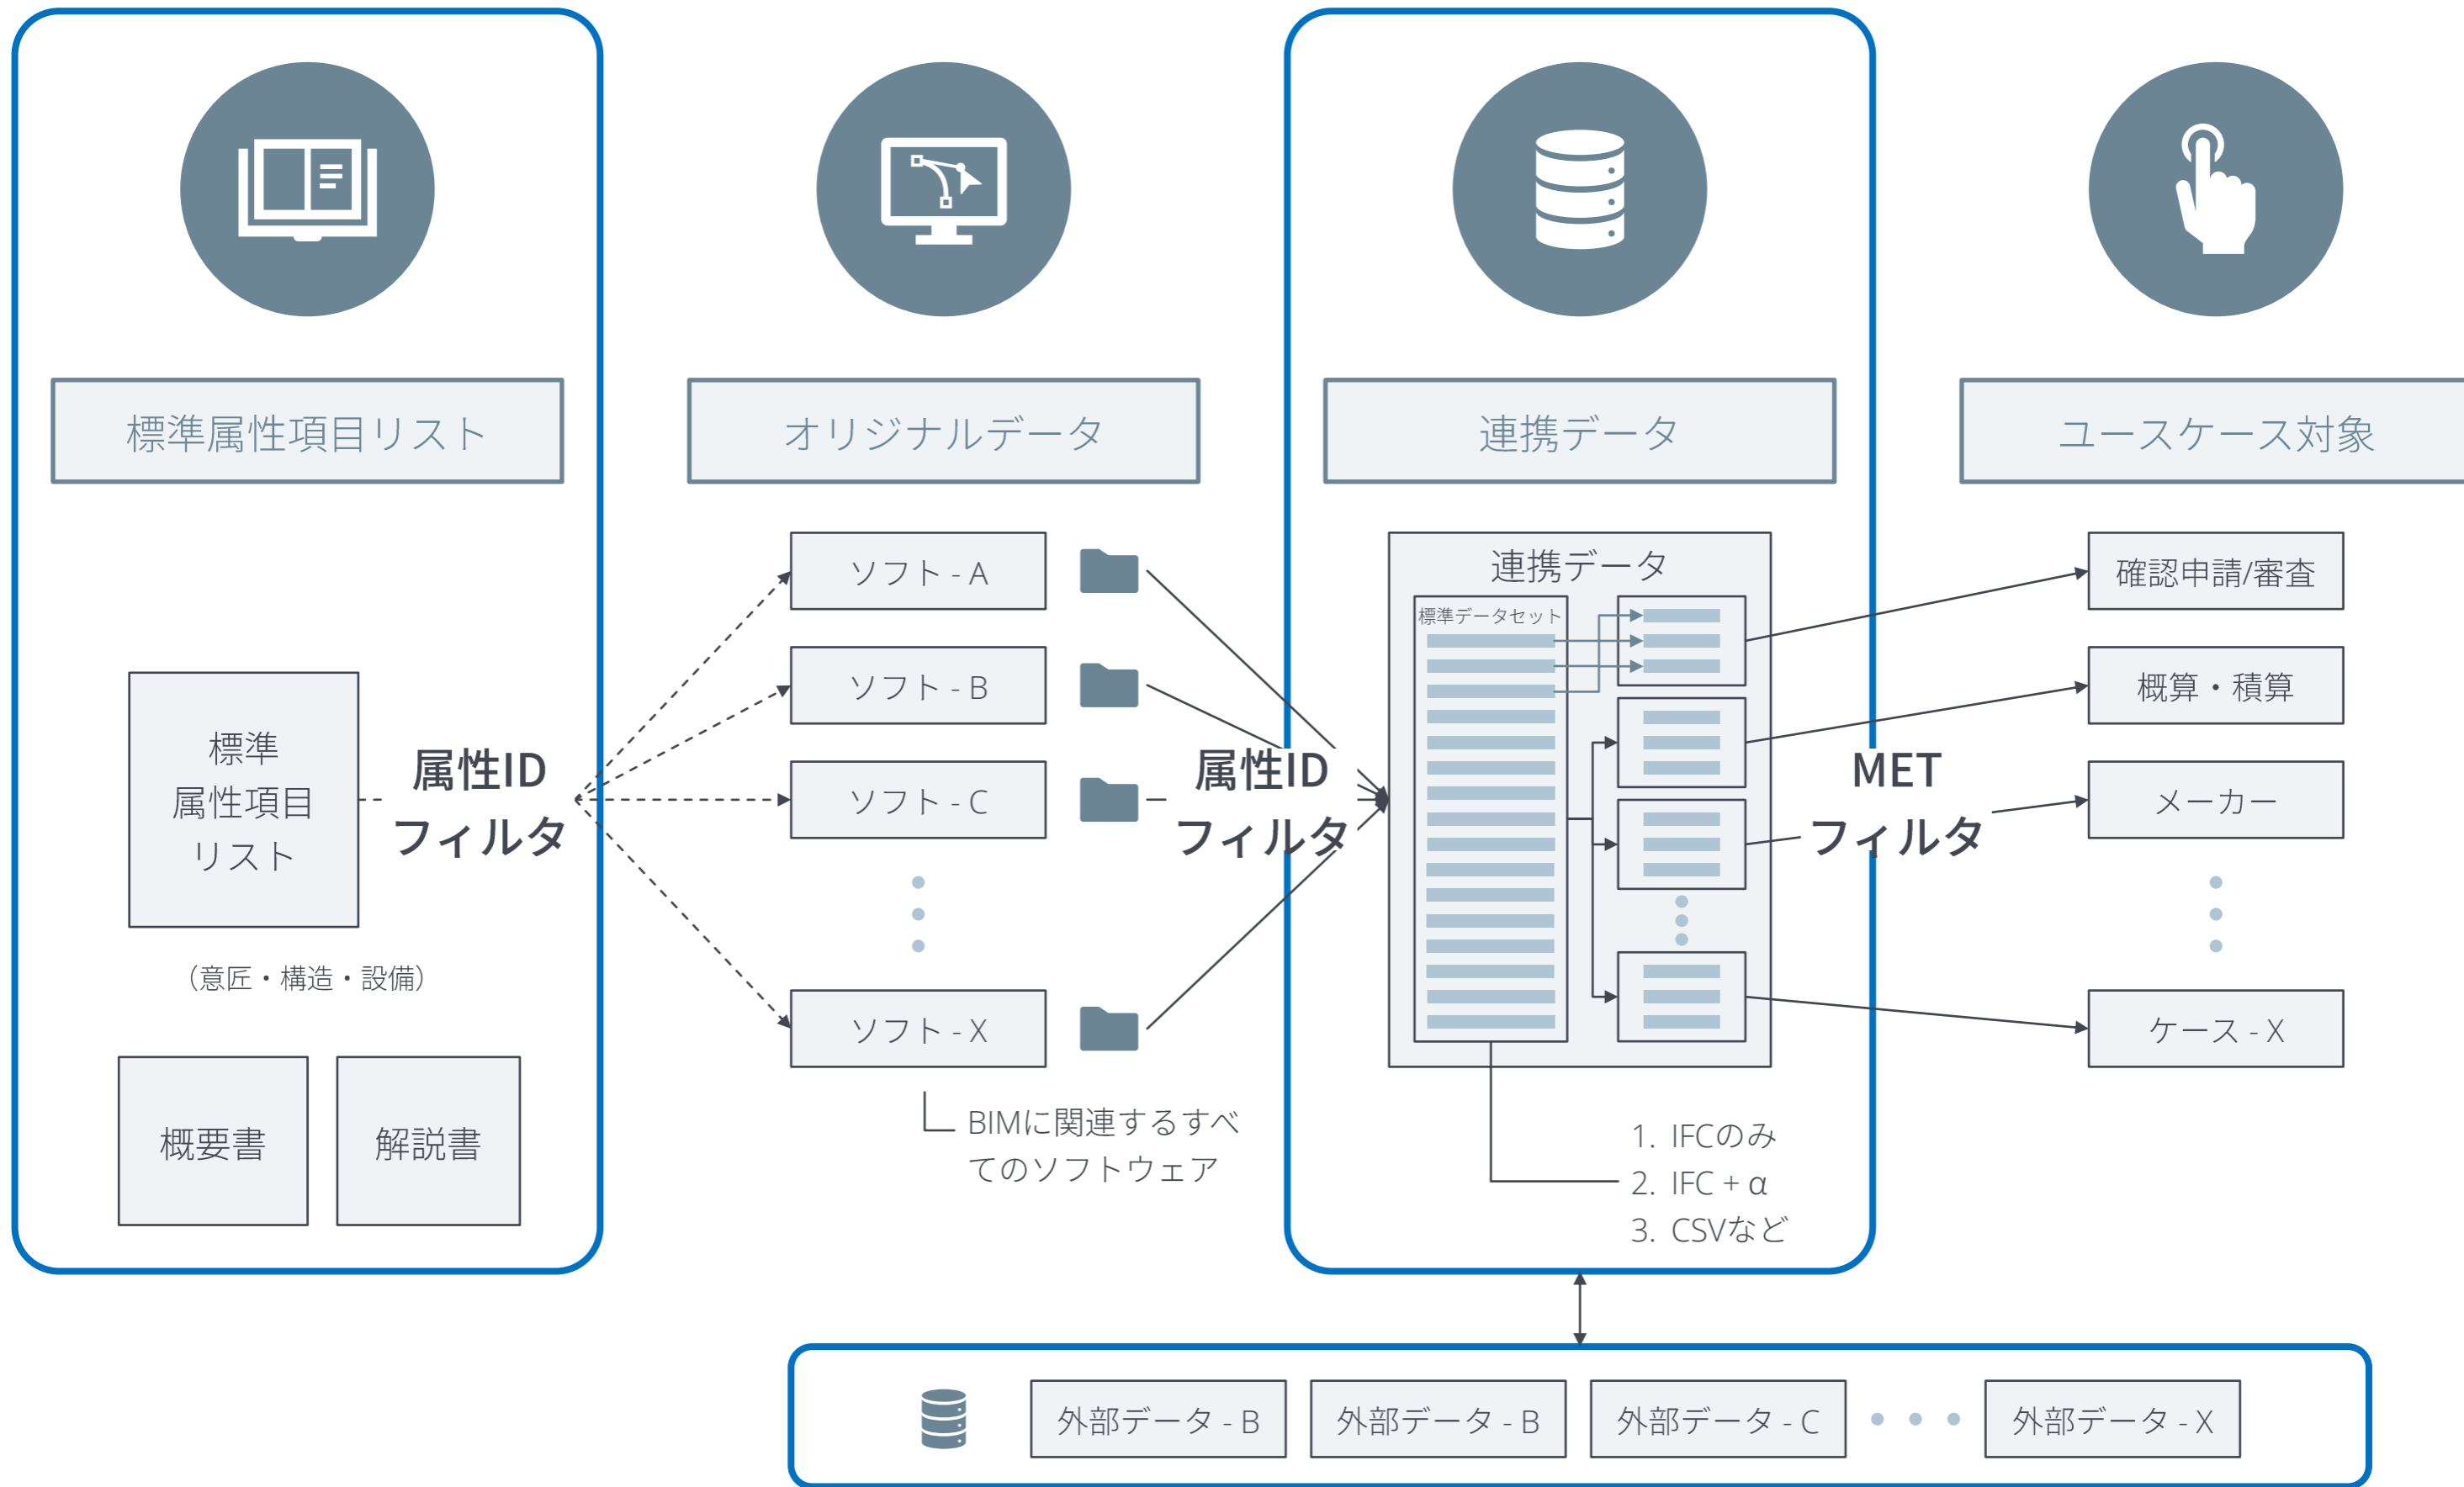 標準属性項目リスト
オリジナルデータ
連携データ
ユースケース対象
標準
属性項目
リスト
属性ID
フィルタ
(意匠・構造・設備)
概要書
解説書
ソフト - A
ソフト - B
ソフト - C
ソフト - X
BIMに関連するすべ
てのソフトウェア
属性ID
フィルタ
連携データ
標準データセット
1. IFCのみ
2. IFC + α
3. CSVなど
MET
フィルタ
確認申請/審査
概算・積算
メーカー
ケース - X
外部データ - B
外部データ - B
外部データ - C
外部データ - X